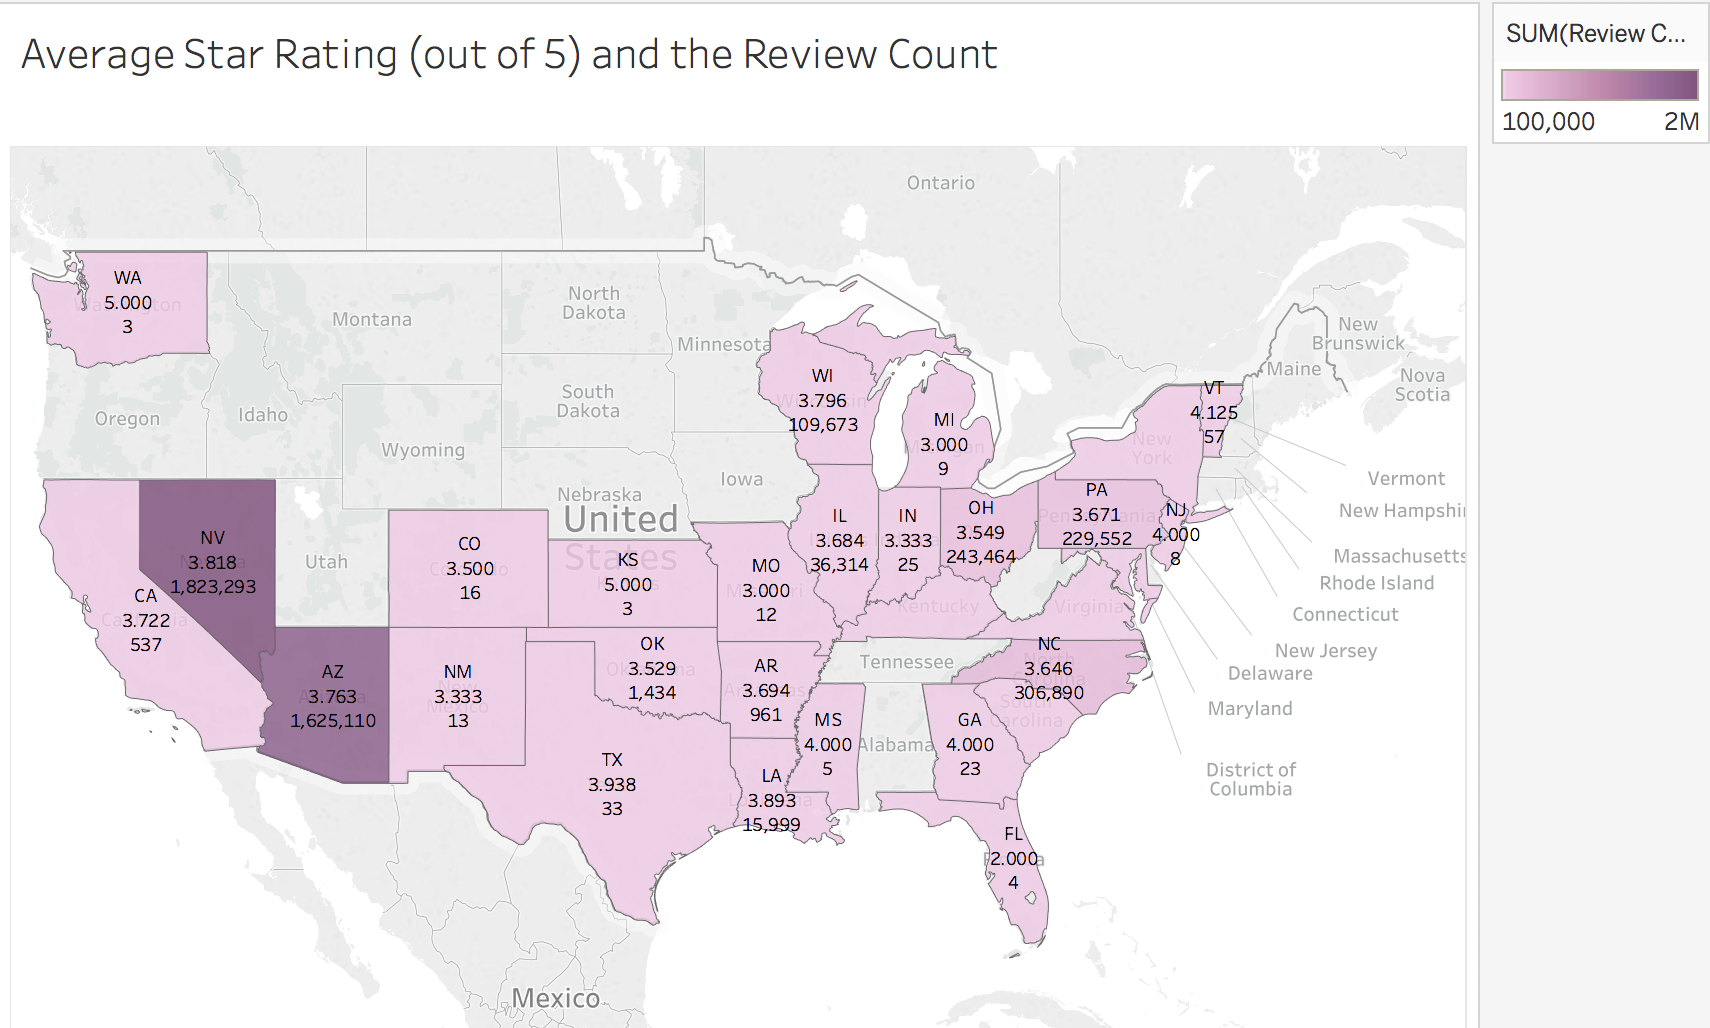 Average Star Rating (out of 5) and the Review Count
SUM(Review C...
100,000 2M
Ontario
WA
5.000
3
Montana
North
Dakota
Minnesota
South
Dakota
Oregon
Idaho
Wyoming
Iowa
Nebraska
United
States
Utah
WI
3.796
109,673
MI
3.000
9
VT
4.125
57
Maine
New
Brunswick
Nova
Scotia
New
York
Vermont
New Hampshir
Massachusetts
Rhode Island
Connecticut
New Jersey
Delaware
Maryland
District of
Columbia
NV
3.818
1,823,293
CA
3.722
537
AZ
3.763
1,625,110
CO
3.500
16
KS
5.000
3
NM
3.333
13
OK
3.529
1,434
TX
3.938
33
MO
3.000
12
AR
3.694
961
LA
3.893
15,999
MS
4.000
5
IL
3.684
36,314
IN
3.333
25
OH
3.549
243,464
PA
3.671
229,552
NJ
4.000
8
Kentucky
Virginia
Tennessee
NC
3.646
306,890
South
Carolina
Alabama
GA
4.000
23
FL
2.000
4
Mexico